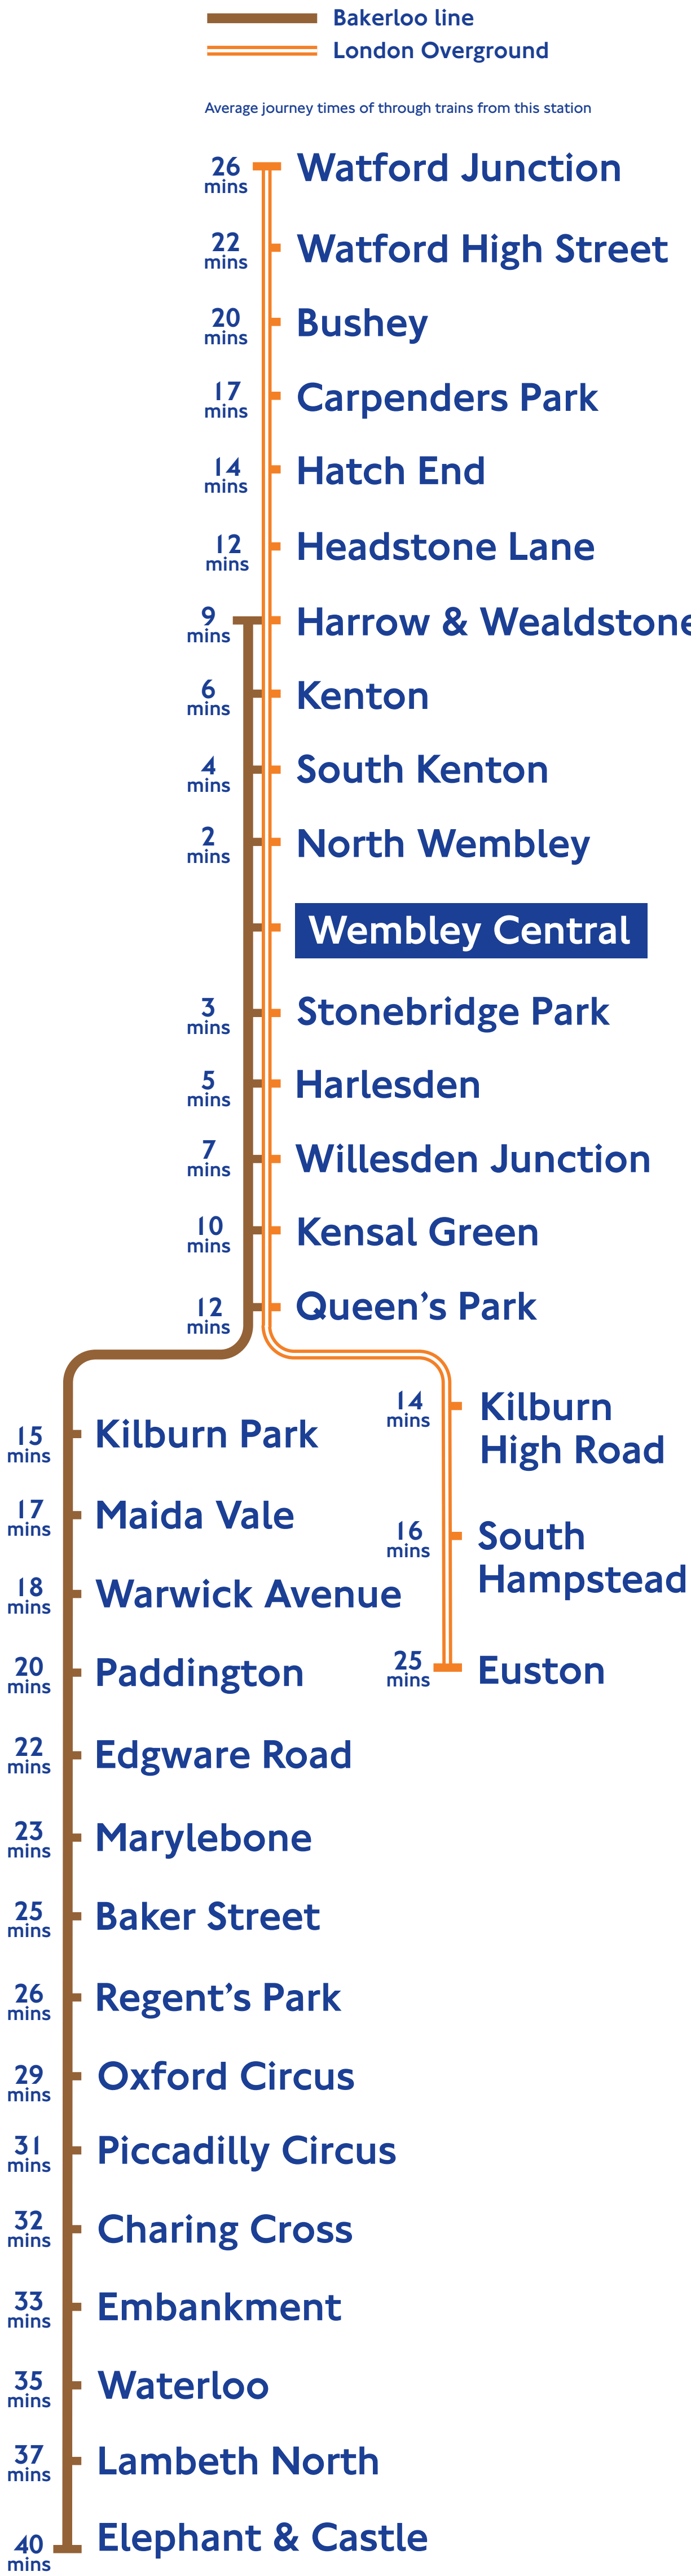 Bakerloo line
London Overground
Average journey times of through trains from this station
26 mins Watford Junction
22 mins Watford High Street
20 mins Bushey
17 mins Carpenders Park
14 mins Hatch End
12 mins Headstone Lane
9 mins Harrow & Wealdstone
6 mins Kenton
4 mins South Kenton
2 mins North Wembley
Wembley Central
3 mins Stonebridge Park
5 mins Harlesden
7 mins Willesden Junction
10 mins Kensal Green
12 mins Queen’s Park
14 mins Kilburn
High Road
16 mins South
Hampstead
25 mins Euston
15 mins Kilburn Park
17 mins Maida Vale
18 mins Warwick Avenue
20 mins Paddington
22 mins Edgware Road
23 mins Marylebone
25 mins Baker Street
26 mins Regent’s Park
29 mins Oxford Circus
31 mins Piccadilly Circus
32 mins Charing Cross
33 mins Embankment
35 mins Waterloo
37 mins Lambeth North
40 mins Elephant & Castle